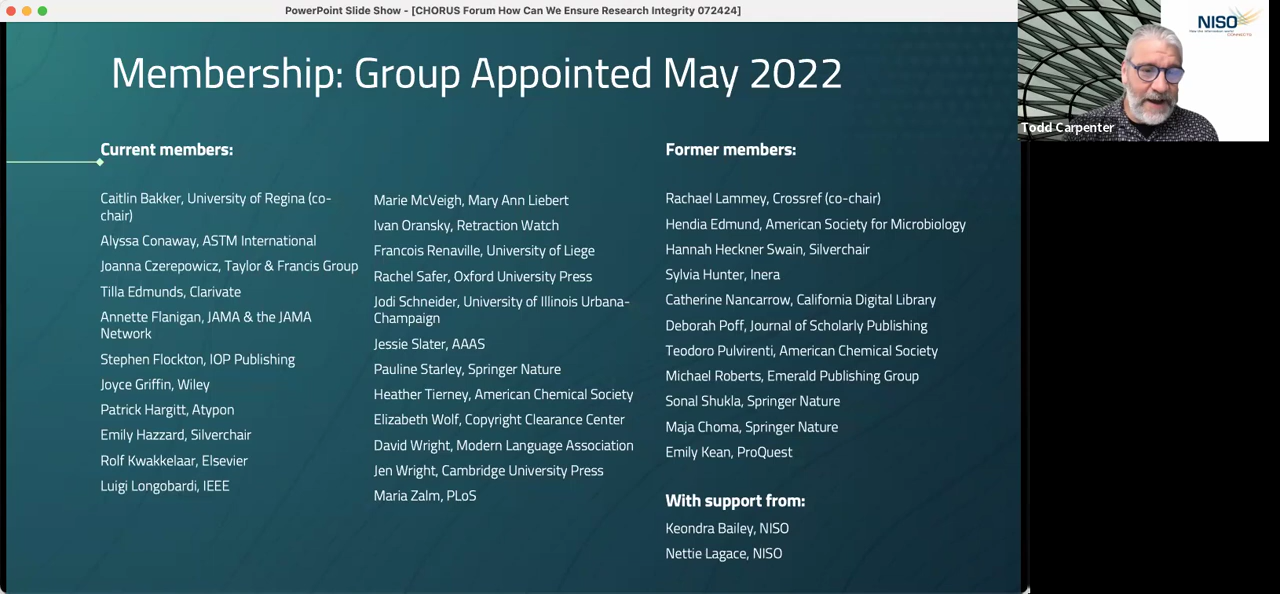 PowerPoint Slide Show - [CHORUS Forum How Can We Ensure Research Integrity 072424]
Membership: Group Appointed May 2022
Current members:
Caitlin Bakker, University of Regina (co-
chair)
Alyssa Conaway, ASTM International
Joanna Czerepowicz, Taylor & Francis Group
Tilla Edmunds, Clarivate
Annette Flanigan, JAMA & the JAMA
Network
Stephen Flockton, IOP Publishing
Joyce Griffin, Wiley
Patrick Hargitt, Atypon
Emily Hazzard, Silverchair
Rolf Kwakkelaar, Elsevier
Luigi Longobardi, IEEE
Marie McVeigh, Mary Ann Liebert
Ivan Oransky, Retraction Watch
Francois Renaville, University of Liege
Rachel Safer, Oxford University Press
Jodi Schneider, University of Illinois Urbana-
Champaign
Jessie Slater, AAAS
Pauline Starley, Springer Nature
Heather Tierney, American Chemical Society
Elizabeth Wolf, Copyright Clearance Center
David Wright, Modern Language Association
Jen Wright, Cambridge University Press
Maria Zalm, PLoS
Former members:
Rachael Lammey, Crossref (co-chair)
Hendia Edmund, American Society for Microbiology
Hannah Heckner Swain, Silverchair
Sylvia Hunter, Inera
Catherine Nancarrow, California Digital Library
Deborah Poff, Journal of Scholarly Publishing
Teodoro Pulvirenti, American Chemical Society
Michael Roberts, Emerald Publishing Group
Sonal Shukla, Springer Nature
Maja Choma, Springer Nature
Emily Kean, ProQuest
With support from:
Keondra Bailey, NISO
Nettie Lagace, NISO
NISO
Todd Carpenter